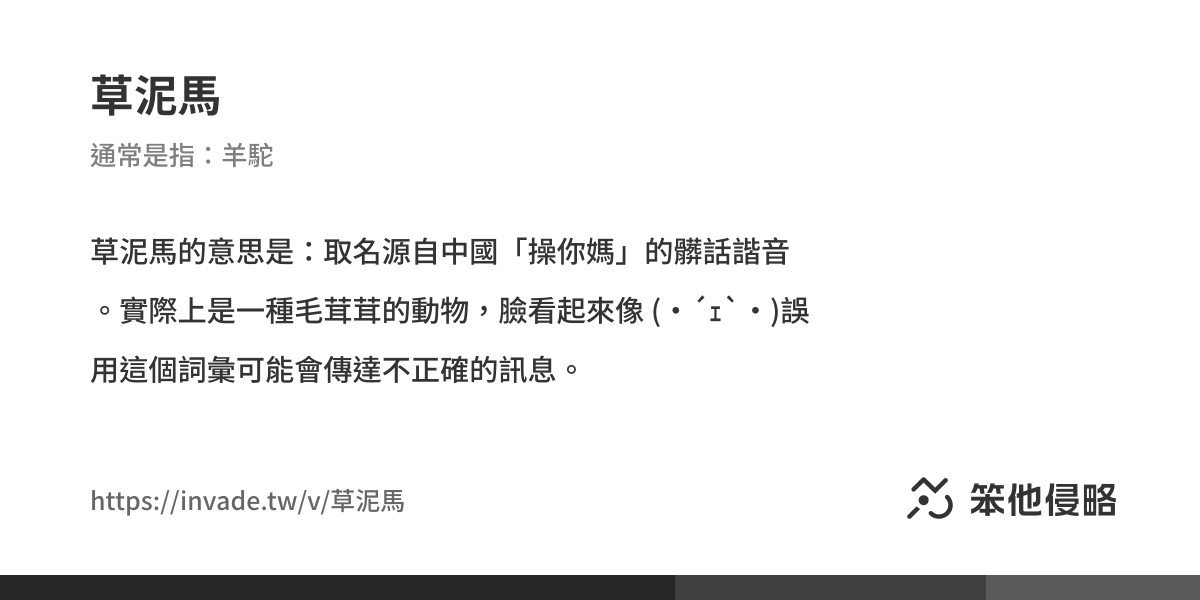 草泥馬
通常是指：羊駝
草泥馬的意思是：取名源自中國「操你媽」的髒話諧音
。實際上是一種毛茸茸的動物，臉看起來像 (・´ɪ`・)誤
用這個詞彙可能會傳達不正確的訊息。
https://invade.tw/v/草泥馬
笨他侵略